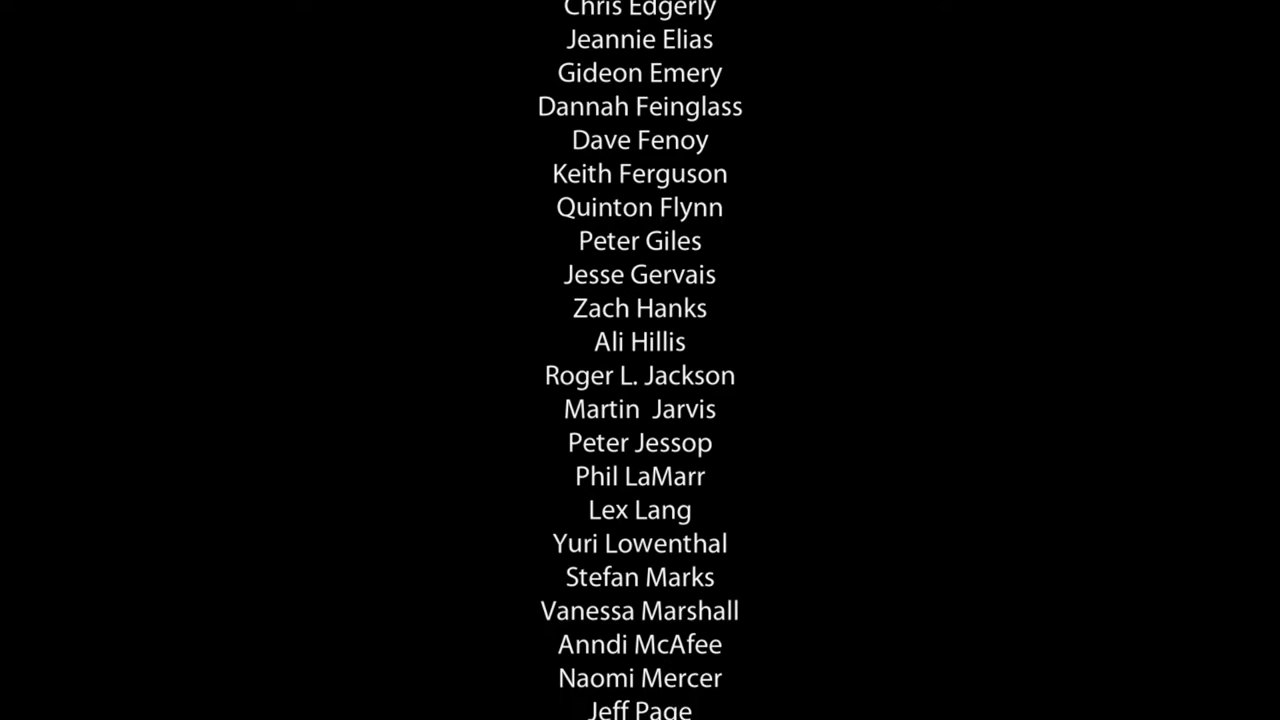 Chris Edgerly
Jeannie Elias
Gideon Emery
Dannah Feinglass
Dave Fenoy
Keith Ferguson
Quinton Flynn
Peter Giles
Jesse Gervais
Zach Hanks
Ali Hillis
Roger L. Jackson
Martin  Jarvis
Peter Jessop
Phil LaMarr
Lex Lang
Yuri Lowenthal
Stefan Marks
Vanessa Marshall
Anndi McAfee
Naomi Mercer
Jeff Page